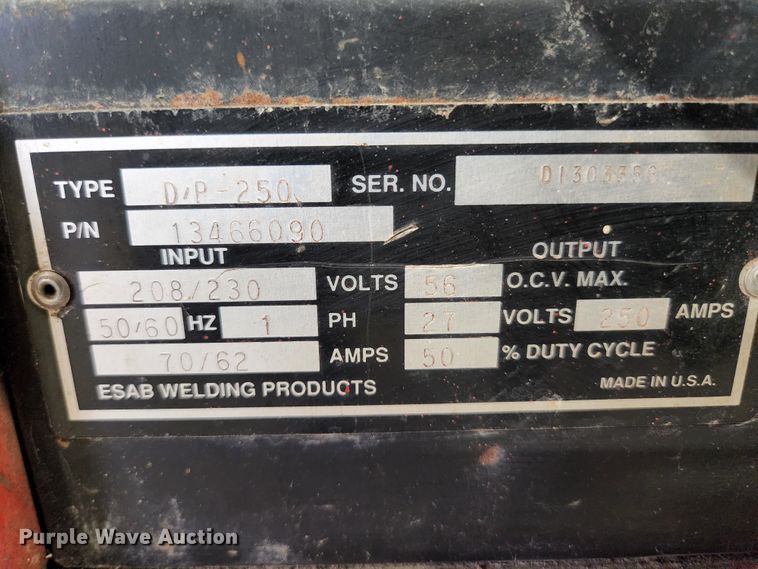 TYPE D/P-250 SER. NO. DI303358
P/N 13466090
INPUT OUTPUT
208/230 VOLTS 56 O.C.V. MAX.
50/60 HZ 1 PH 27 VOLTS 250 AMPS
70/62 AMPS 50 % DUTY CYCLE
ESAB WELDING PRODUCTS MADE IN U.S.A.
Purple Wave Auction